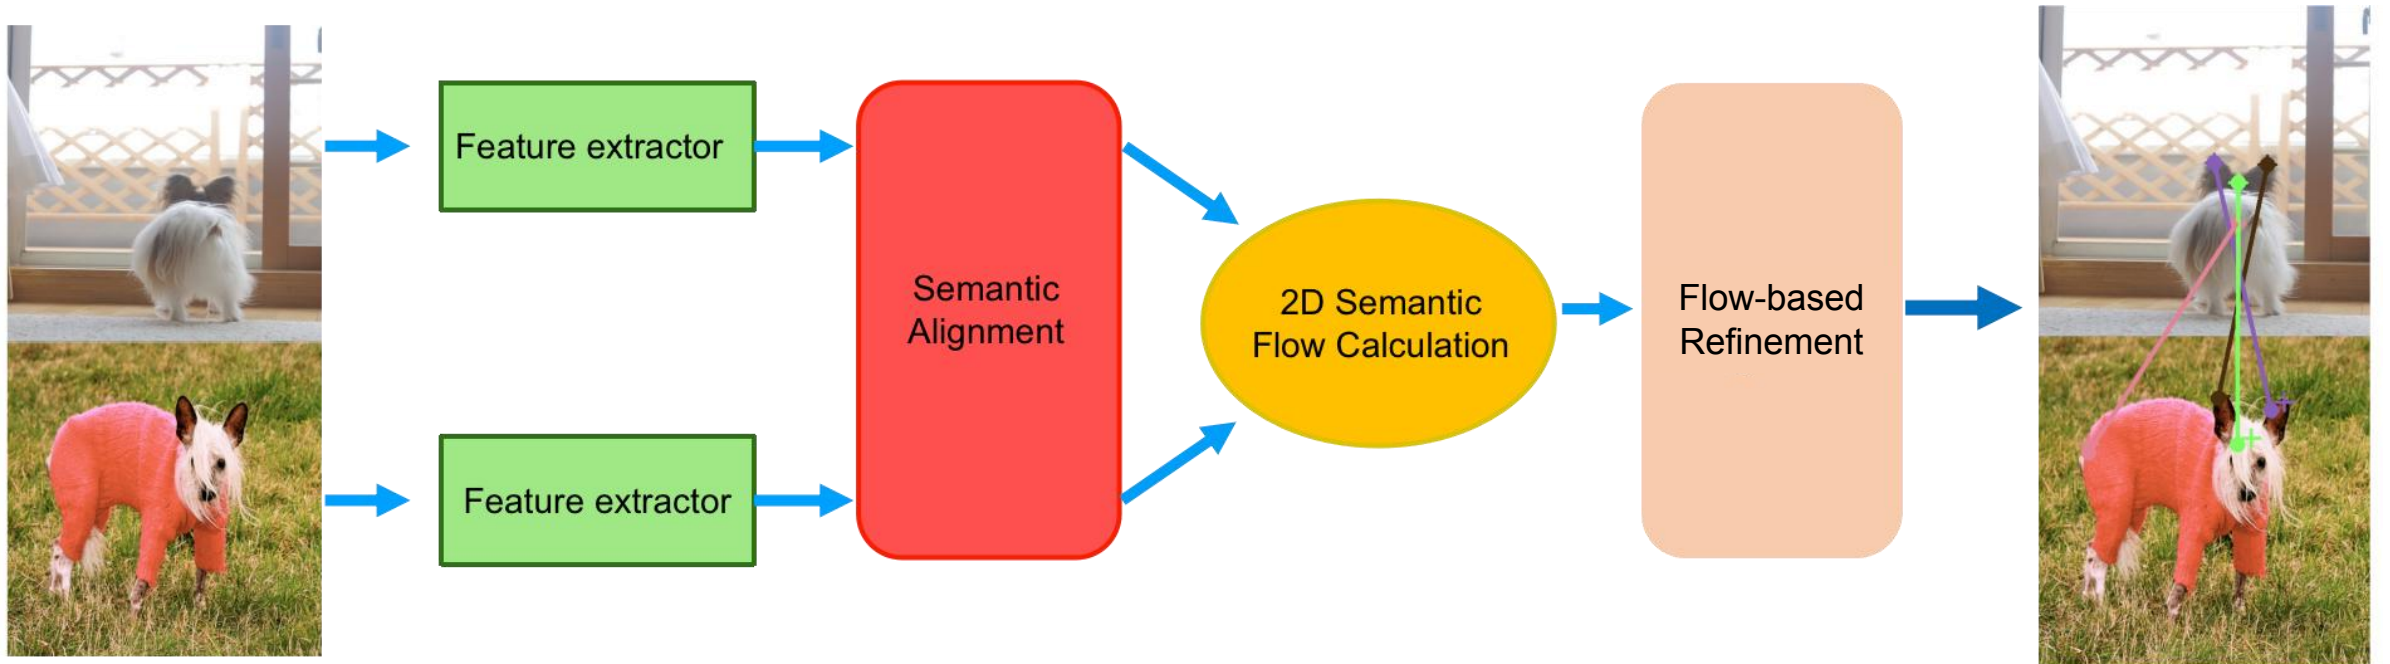 Feature extractor
Feature extractor
Semantic
Alignment
2D Semantic
Flow Calculation
Flow-based
Refinement